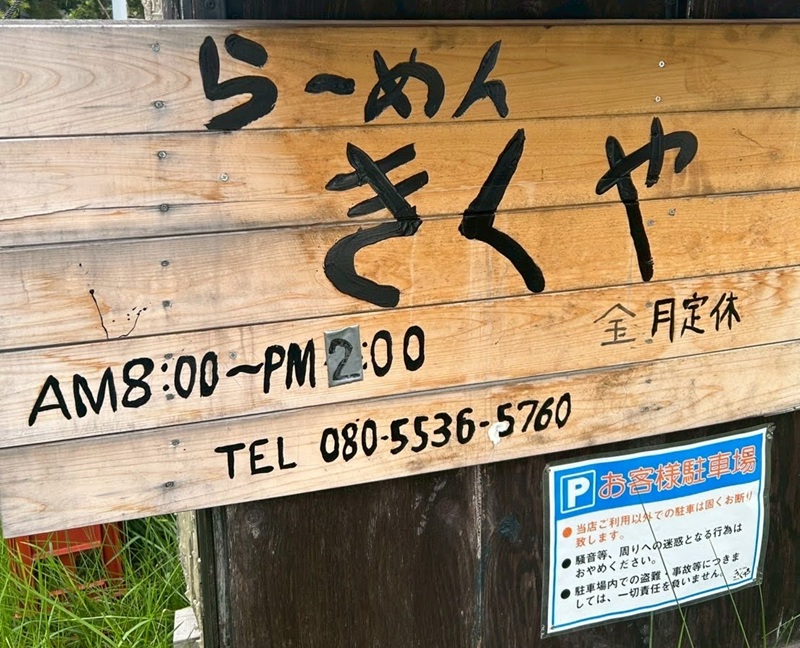 らーめん
きくや
金 月定休
AM8:00～PM2:00
TEL 080-5536-5760
P お客様駐車場
●当店ご利用以外での駐車は固くお断り
致します。
●騒音等、周りへの迷惑となる行為は
おやめください。
●駐車場内での盗難・事故等につきま
しては、一切責任を負いません。